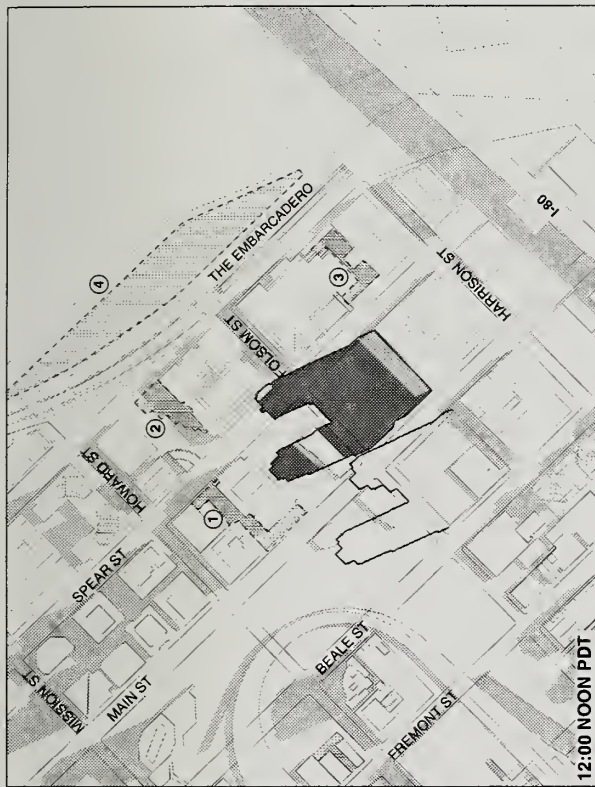 ④
THE EMBARCADERO
I-80
HARRISON ST
③
FOLSOM ST
②
HOWARD ST
①
SPEAR ST
MISSION ST
MAIN ST
BEALE ST
FREMONT ST
12:00 NOON PDT